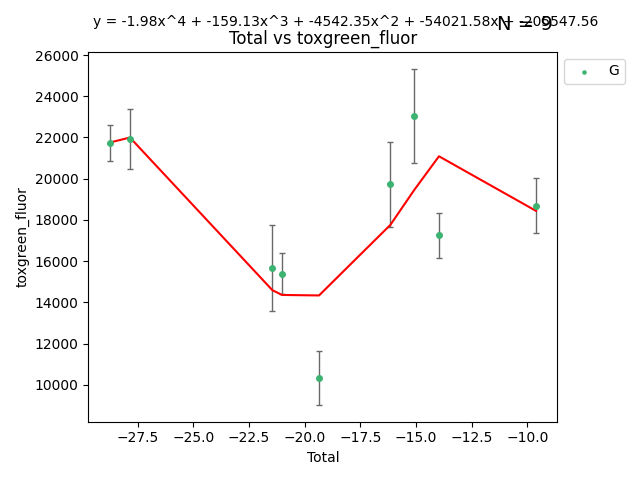 y = -1.98x^4 + -159.13x^3 + -4542.35x^2 + -54021.58x + -205547.56
N = 9
Total vs toxgreen_fluor
G
26000
24000
22000
20000
18000
16000
14000
12000
10000
toxgreen_fluor
−27.5 −25.0 −22.5 −20.0 −17.5 −15.0 −12.5 −10.0
Total